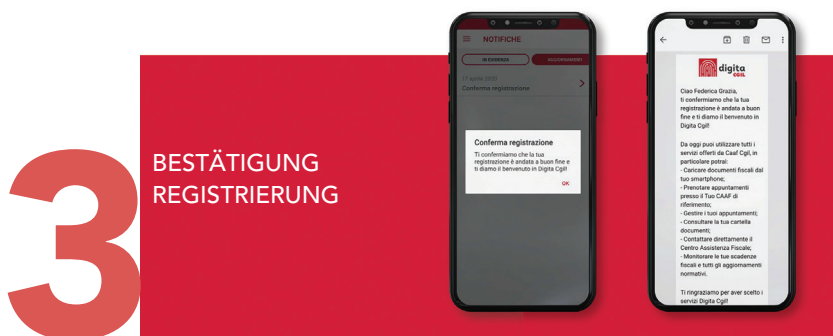 3
BESTÄTIGUNG
REGISTRIERUNG
NOTIFICHE
IN EVIDENZA
AGGIORNAMENTI
17 aprile 2020
Conferma registrazione
Conferma registrazione
Ti confermiamo che la tua
registrazione è andata a buon fine e
ti diamo il benvenuto in Digita Cgil!
OK
digita
CGIL
Ciao Federica Grazia,
ti confermiamo che la tua
registrazione è andata a buon
fine e ti diamo il benvenuto in
Digita Cgil!
Da oggi puoi utilizzare tutti i
servizi offerti da Caaf Cgil, in
particolare potrai:
- Caricare documenti fiscali dal
tuo smartphone;
- Prenotare appuntamenti
presso il Tuo CAAF di
riferimento;
- Gestire i tuoi appuntamenti;
- Consultare la tua cartella
documenti;
- Contattare direttamente il
Centro Assistenza Fiscale;
- Monitorare le tue scadenze
fiscali e tutti gli aggiornamenti
normativi.
Ti ringraziamo per aver scelto i
servizi Digita Cgil!